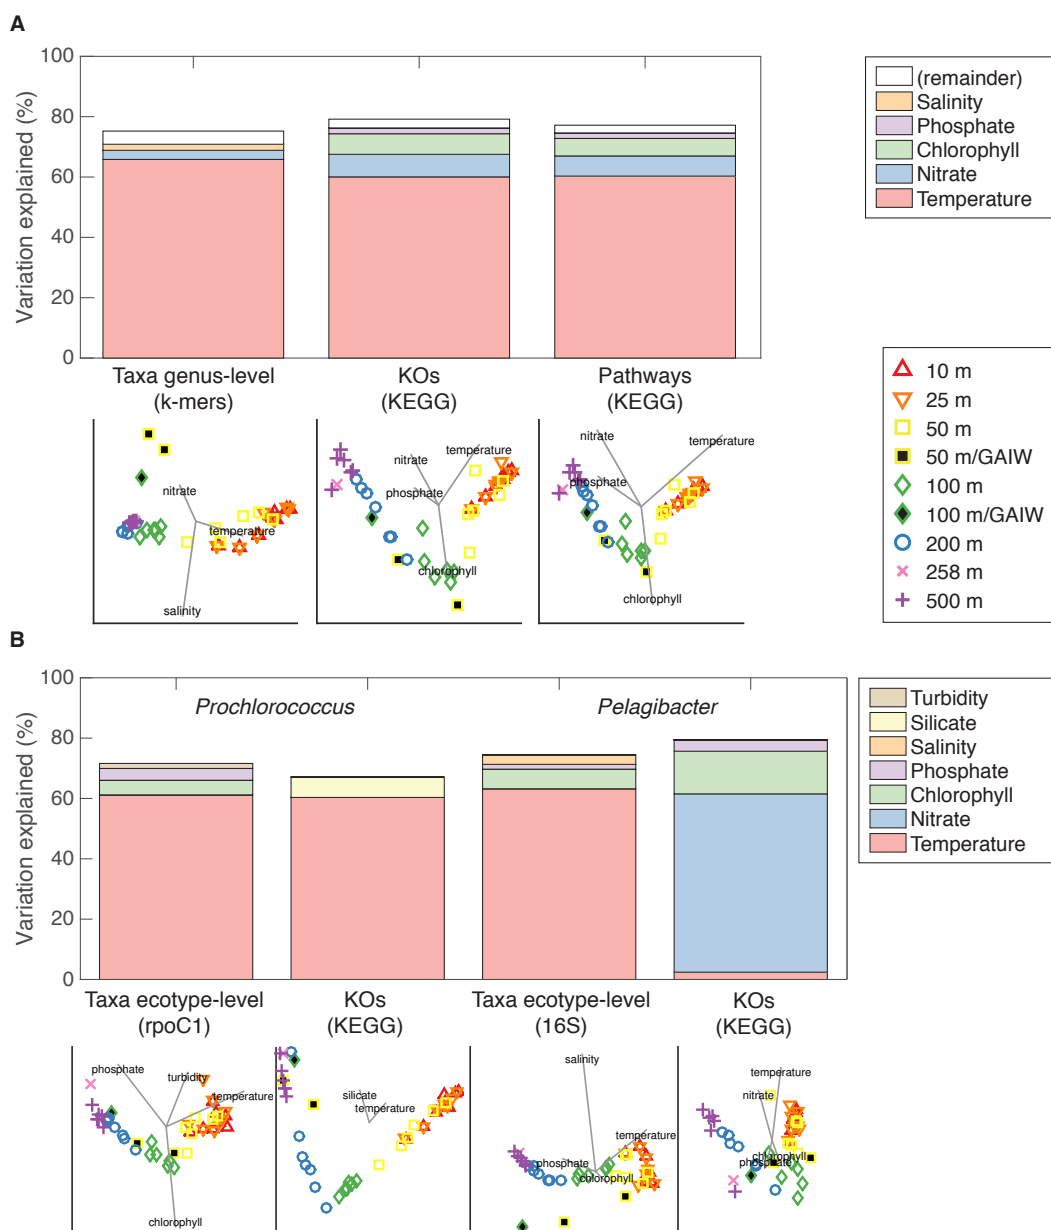 A
100
80
60
40
20
0
Variation explained (%)
Taxa genus-level
(k-mers)
KOs
(KEGG)
Pathways
(KEGG)
(remainder)
Salinity
Phosphate
Chlorophyll
Nitrate
Temperature
nitrate
temperature
salinity
temperature
nitrate
phosphate
chlorophyll
nitrate
temperature
phosphate
chlorophyll
10 m
25 m
50 m
50 m/GAIW
100 m
100 m/GAIW
200 m
258 m
500 m
B
100
80
60
40
20
0
Variation explained (%)
Prochlorococcus
Pelagibacter
Taxa ecotype-level
(rpoC1)
KOs
(KEGG)
Taxa ecotype-level
(16S)
KOs
(KEGG)
Turbidity
Silicate
Salinity
Phosphate
Chlorophyll
Nitrate
Temperature
phosphate
turbidity
temperature
chlorophyll
silicate
temperature
salinity
temperature
phosphate
chlorophyll
temperature
nitrate
chlorophyll
phosphate